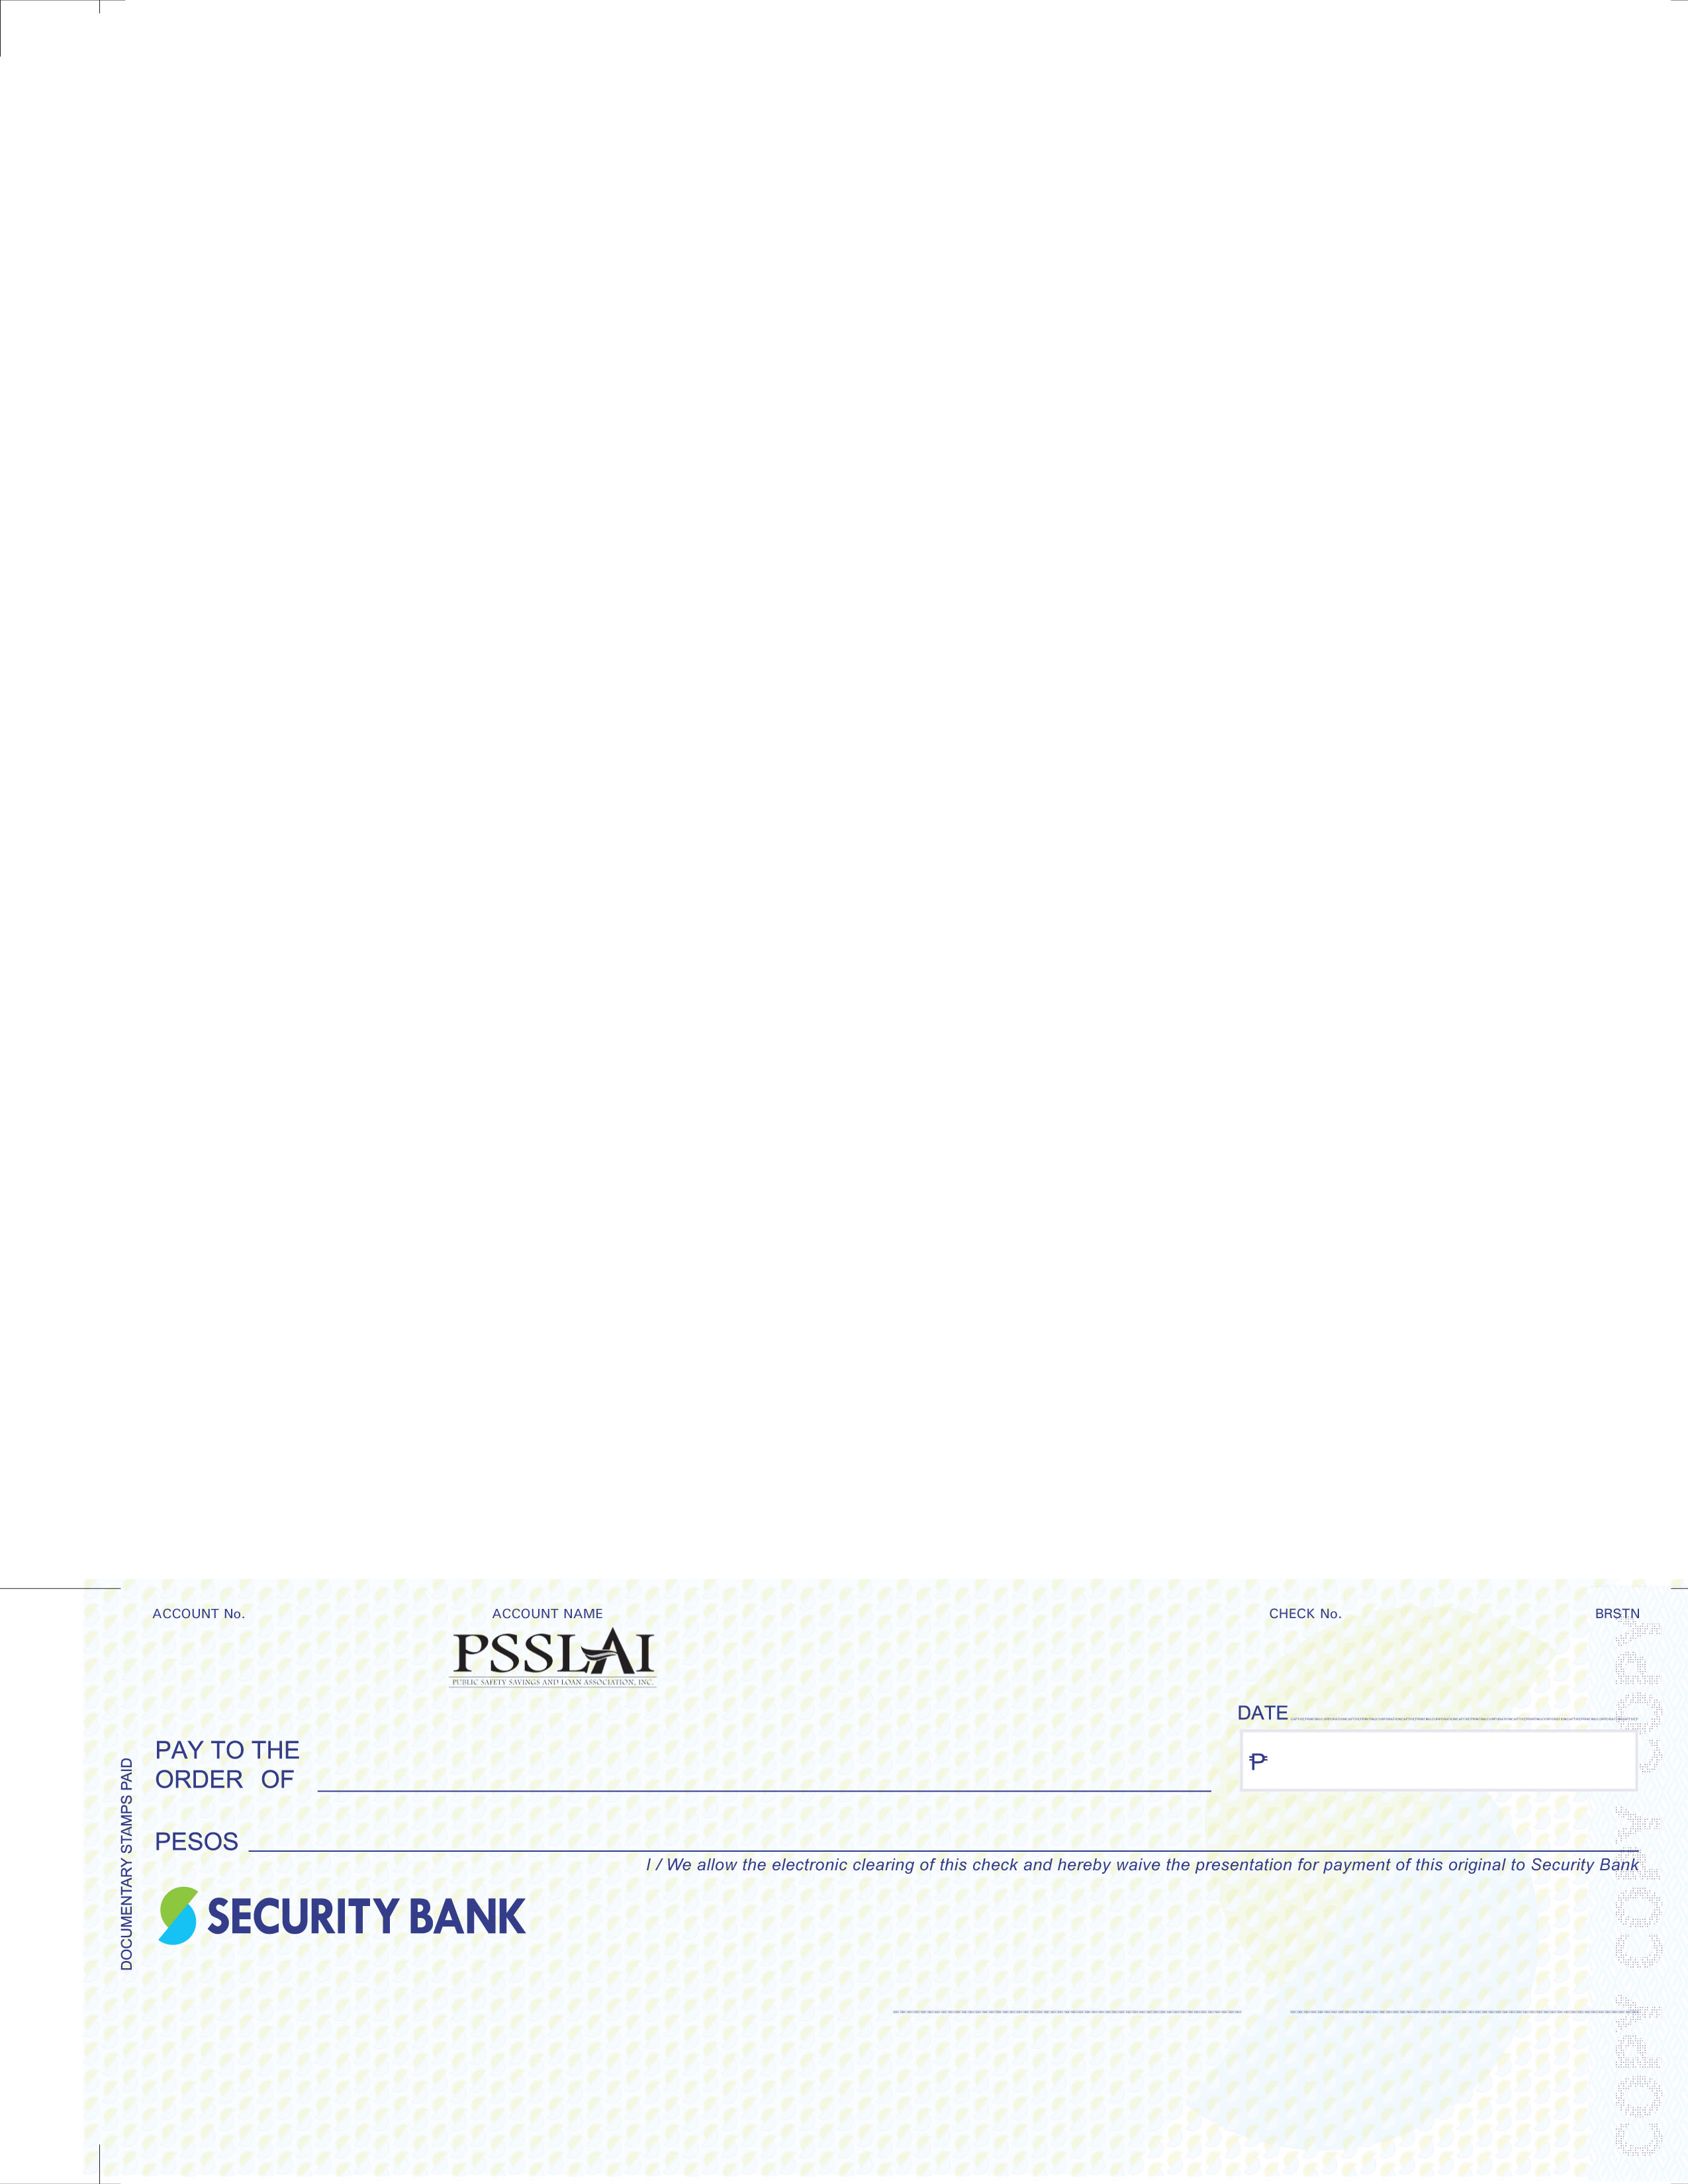 ACCOUNT No. ACCOUNT NAME CHECK No. BRSTN
PSSLAI
PUBLIC SAFETY SAVINGS AND LOAN ASSOCIATION, INC.
DATE
PAY TO THE
ORDER OF
₱
PESOS
I / We allow the electronic clearing of this check and hereby waive the presentation for payment of this original to Security Bank
SECURITY BANK
DOCUMENTARY STAMPS PAID
COPY COPY COPY